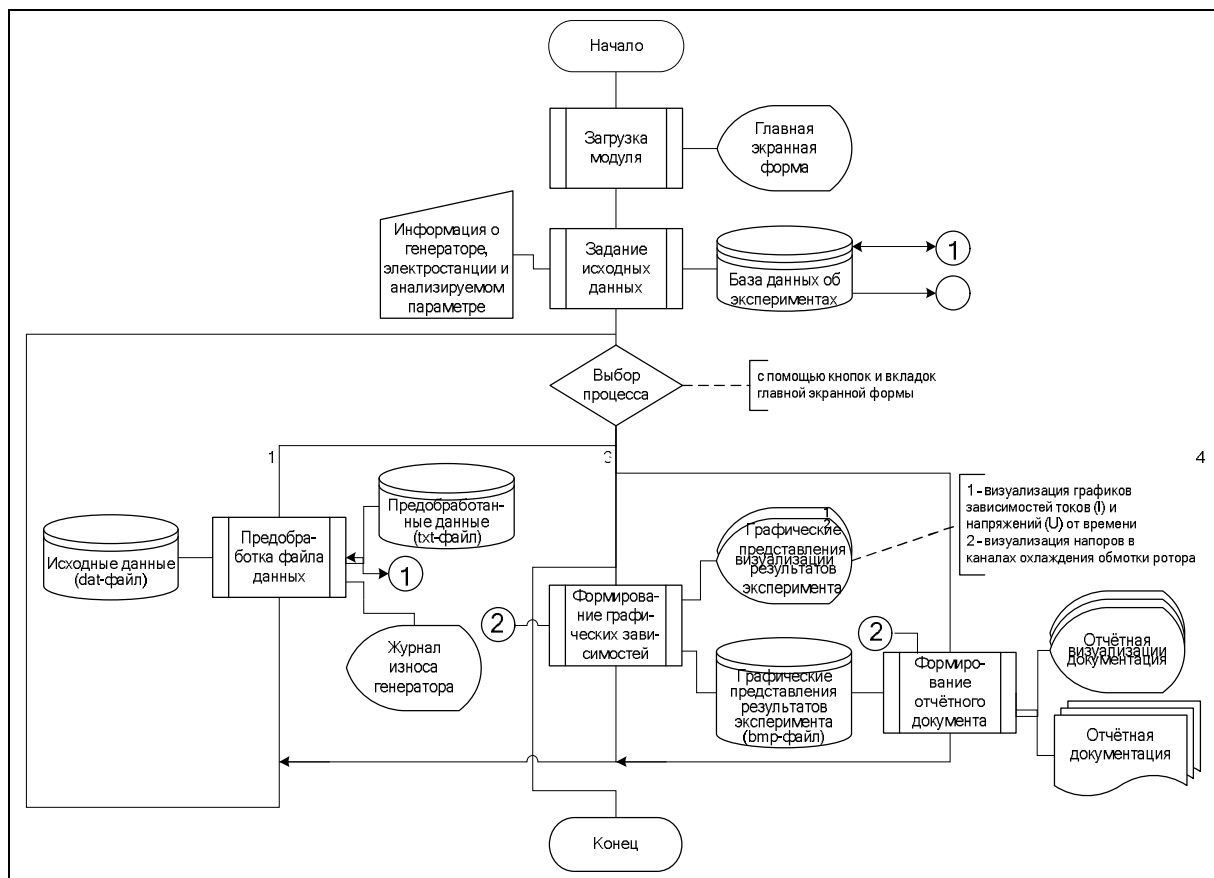 Начало
Загрузка
модуля
Главная
экранная
форма
Информация о
генераторе,
электростанции и
анализируемом
параметре
Задание
исходных
данных
База данных об
экспериментах
1
Выбор
процесса
с помощью кнопок и вкладок
главной экранной формы
1
3
4
1 - визуализация графиков
зависимостей токов (I) и
напряжений (U) от времени
2 - визуализация напоров в
каналах охлаждения обмотки ротора
Исходные данные
(dat-файл)
Предобра-
ботка файла
данных
Предобработан-
ные данные
(txt-файл)
1
Журнал
износа
генератора
2
Формирова-
ние графи-
ческих зави-
симостей
1
2
Графические
представления
визуализации
результатов
эксперимента
Графические
представления
результатов
эксперимента
(bmp-файл)
2
Формиро-
вание
отчётного
документа
Отчётная
визуализации
документация
Отчётная
документация
Конец